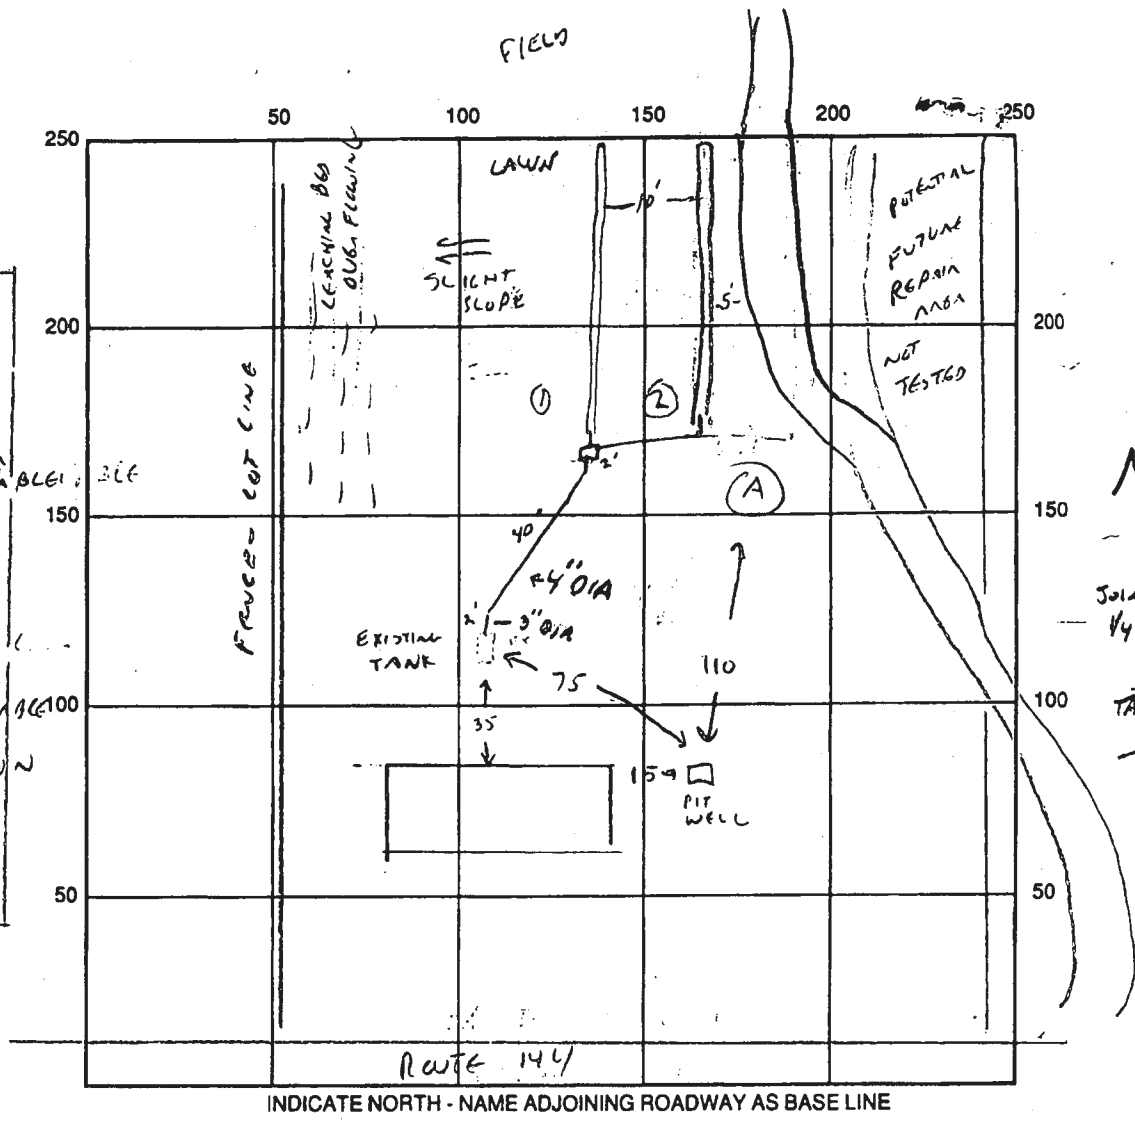 FIELD
50 100 150 200 250
250
LAWN
LEACHING BED
OVERFLOWING
10'
POTENTIAL
FUTURE
REPAIR
AREA
NOT
TESTED
SLIGHT
SLOPE
5'
200 200
FENCED LOT LINE
1 2
2'
A
150 150
40'
4" DIA
2' 3" DIA
EXISTING
TANK
75
110
100 100
35
15
PIT
WELL
50 50
ROUTE 144
INDICATE NORTH - NAME ADJOINING ROADWAY AS BASE LINE